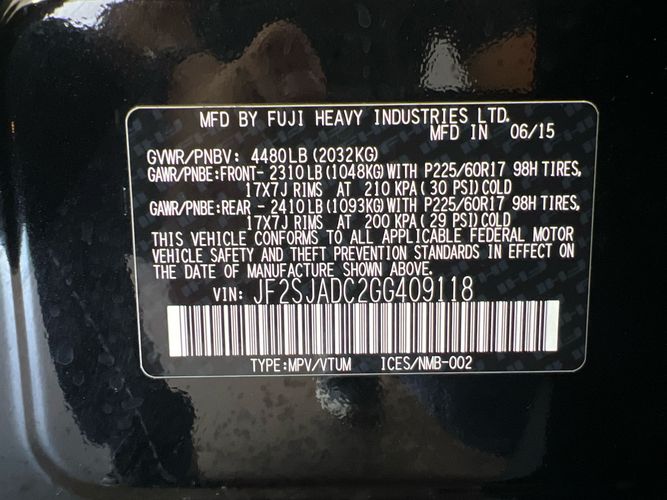 MFD BY FUJI HEAVY INDUSTRIES LTD.
MFD IN 06/15
GVWR/PNBV: 4480LB (2032KG)
GAWR/PNBE:FRONT- 2310LB (1048KG) WITH P225/60R17 98H TIRES,
17X7J RIMS AT 210 KPA ( 30 PSI) COLD
GAWR/PNBE:REAR - 2410LB (1093KG) WITH P225/60R17 98H TIRES,
17X7J RIMS AT 200 KPA ( 29 PSI) COLD
THIS VEHICLE CONFORMS TO ALL APPLICABLE FEDERAL MOTOR
VEHICLE SAFETY AND THEFT PREVENTION STANDARDS IN EFFECT ON
THE DATE OF MANUFACTURE SHOWN ABOVE.
VIN: JF2SJADC2GG409118
TYPE:MPV/VTUM ICES/NMB-002